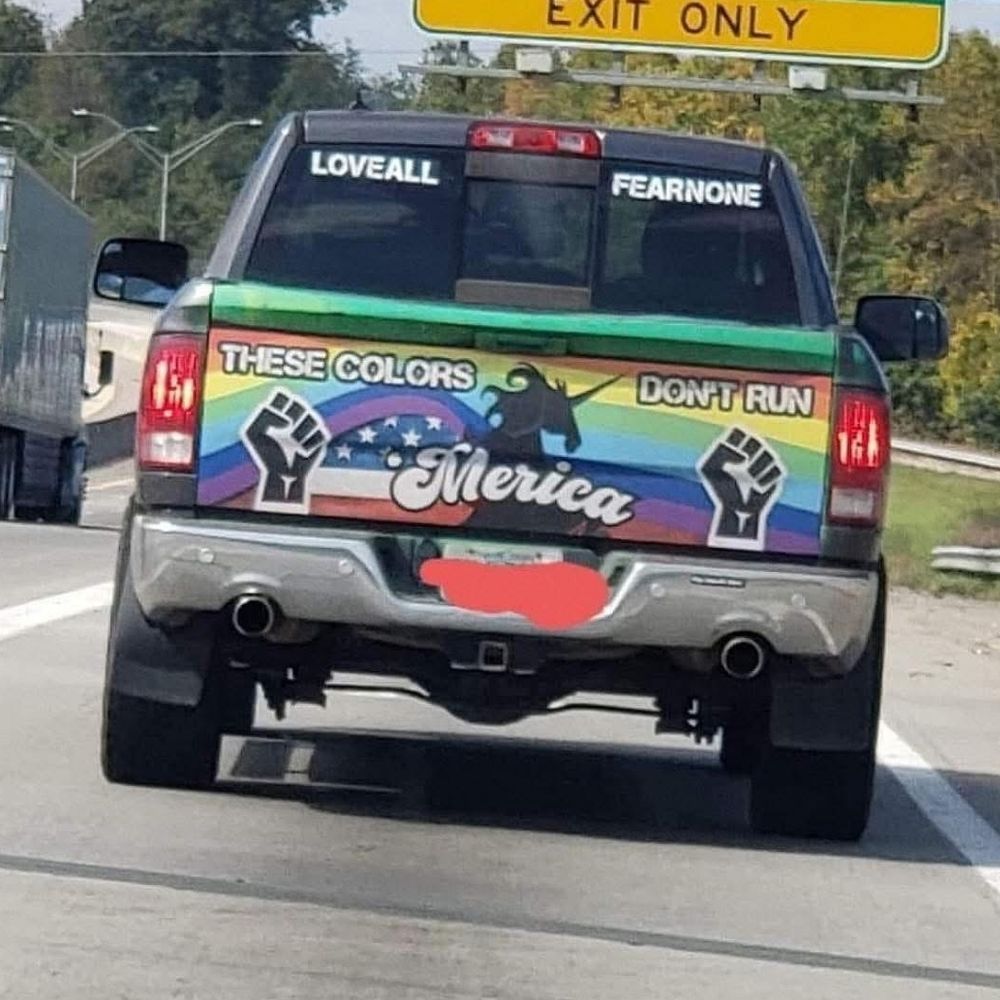 EXIT ONLY
LOVEALL
FEARNONE
THESE COLORS
DON'T RUN
'Merica